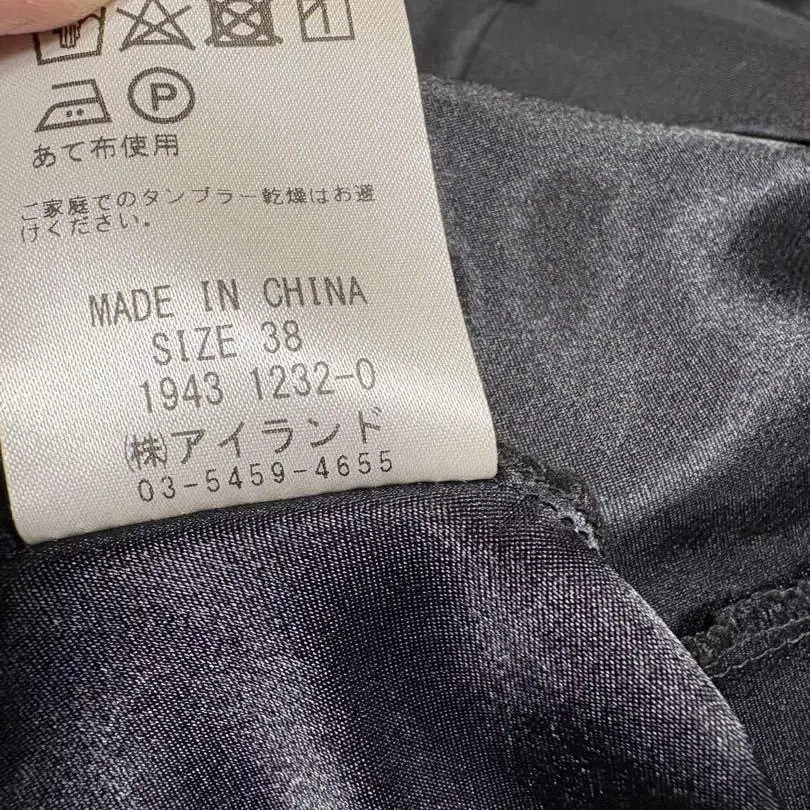 P
あて布使用
ご家庭でのタンブラー乾燥はお避
けください。
MADE IN CHINA
SIZE 38
1943 1232-0
㈱アイランド
03-5459-4655